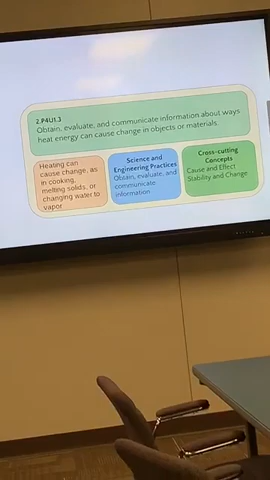 2.P4U1.3
Obtain, evaluate, and communicate information about ways
heat energy can cause change in objects or materials.
Heating can
cause change, as
in cooking,
melting solids, or
changing water to
vapor
Science and
Engineering Practices
Obtain, evaluate, and
communicate
information
Cross-cutting
Concepts
Cause and Effect
Stability and Change